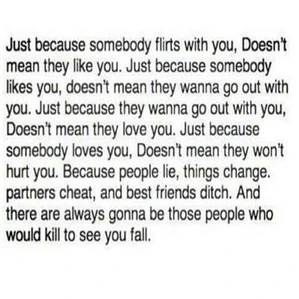 Just because somebody flirts with you, Doesn't
mean they like you. Just because somebody
likes you, doesn't mean they wanna go out with
you. Just because they wanna go out with you,
Doesn't mean they love you. Just because
somebody loves you, Doesn't mean they won't
hurt you. Because people lie, things change.
partners cheat, and best friends ditch. And
there are always gonna be those people who
would kill to see you fall.